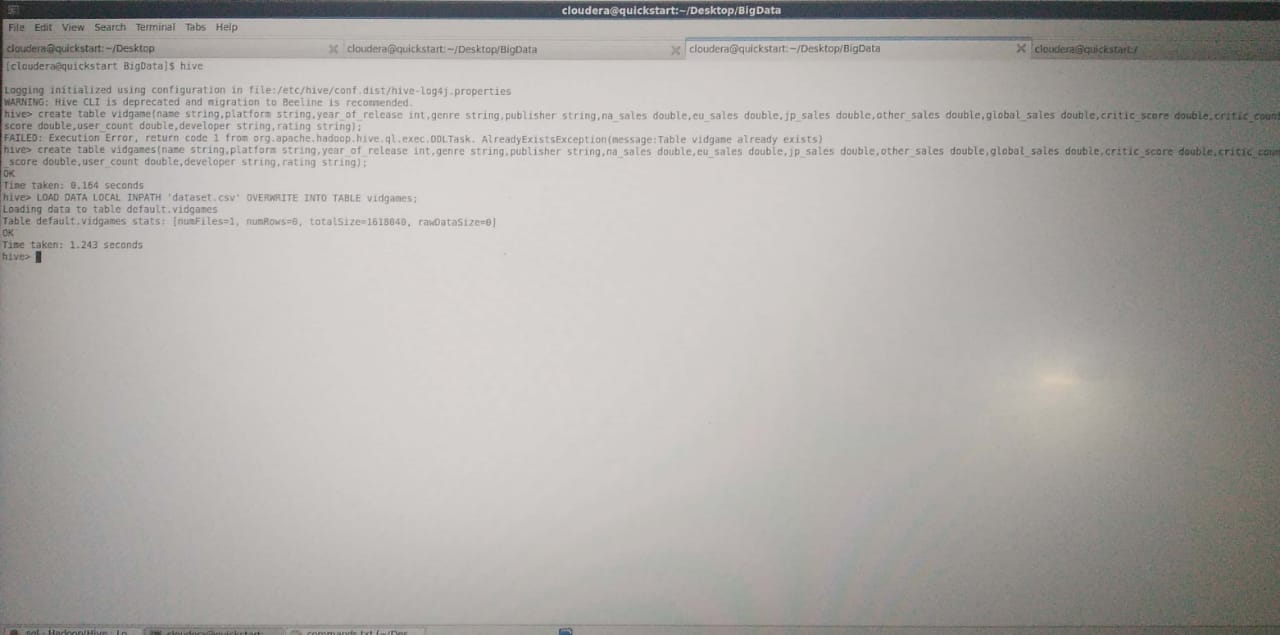 cloudera@quickstart:~/Desktop/BigData
File Edit View Search Terminal Tabs Help
cloudera@quickstart:~/Desktop cloudera@quickstart:~/Desktop/BigData cloudera@quickstart:~/Desktop/BigData cloudera@quickstart:/
[cloudera@quickstart BigData]$ hive
Logging initialized using configuration in file:/etc/hive/conf.dist/hive-log4j.properties
WARNING: Hive CLI is deprecated and migration to Beeline is recommended.
hive> create table vidgame(name string,platform string,year_of_release int,genre string,publisher string,na_sales double,eu_sales double,jp_sales double,other_sales double,global_sales double,critic_score double,critic_count
score double,user_count double,developer string,rating string);
FAILED: Execution Error, return code 1 from org.apache.hadoop.hive.ql.exec.DDLTask. AlreadyExistsException(message:Table vidgame already exists)
hive> create table vidgames(name string,platform string,year_of_release int,genre string,publisher string,na_sales double,eu_sales double,jp_sales double,other_sales double,global_sales double,critic_score double,critic_coun
_score double,user_count double,developer string,rating string);
OK
Time taken: 0.164 seconds
hive> LOAD DATA LOCAL INPATH 'dataset.csv' OVERWRITE INTO TABLE vidgames;
Loading data to table default.vidgames
Table default.vidgames stats: [numFiles=1, numRows=0, totalSize=1618040, rawDataSize=0]
OK
Time taken: 1.243 seconds
hive>
sql - Hadoop/Hive : Lo cloudera@quickstart: commands.txt (~/Des